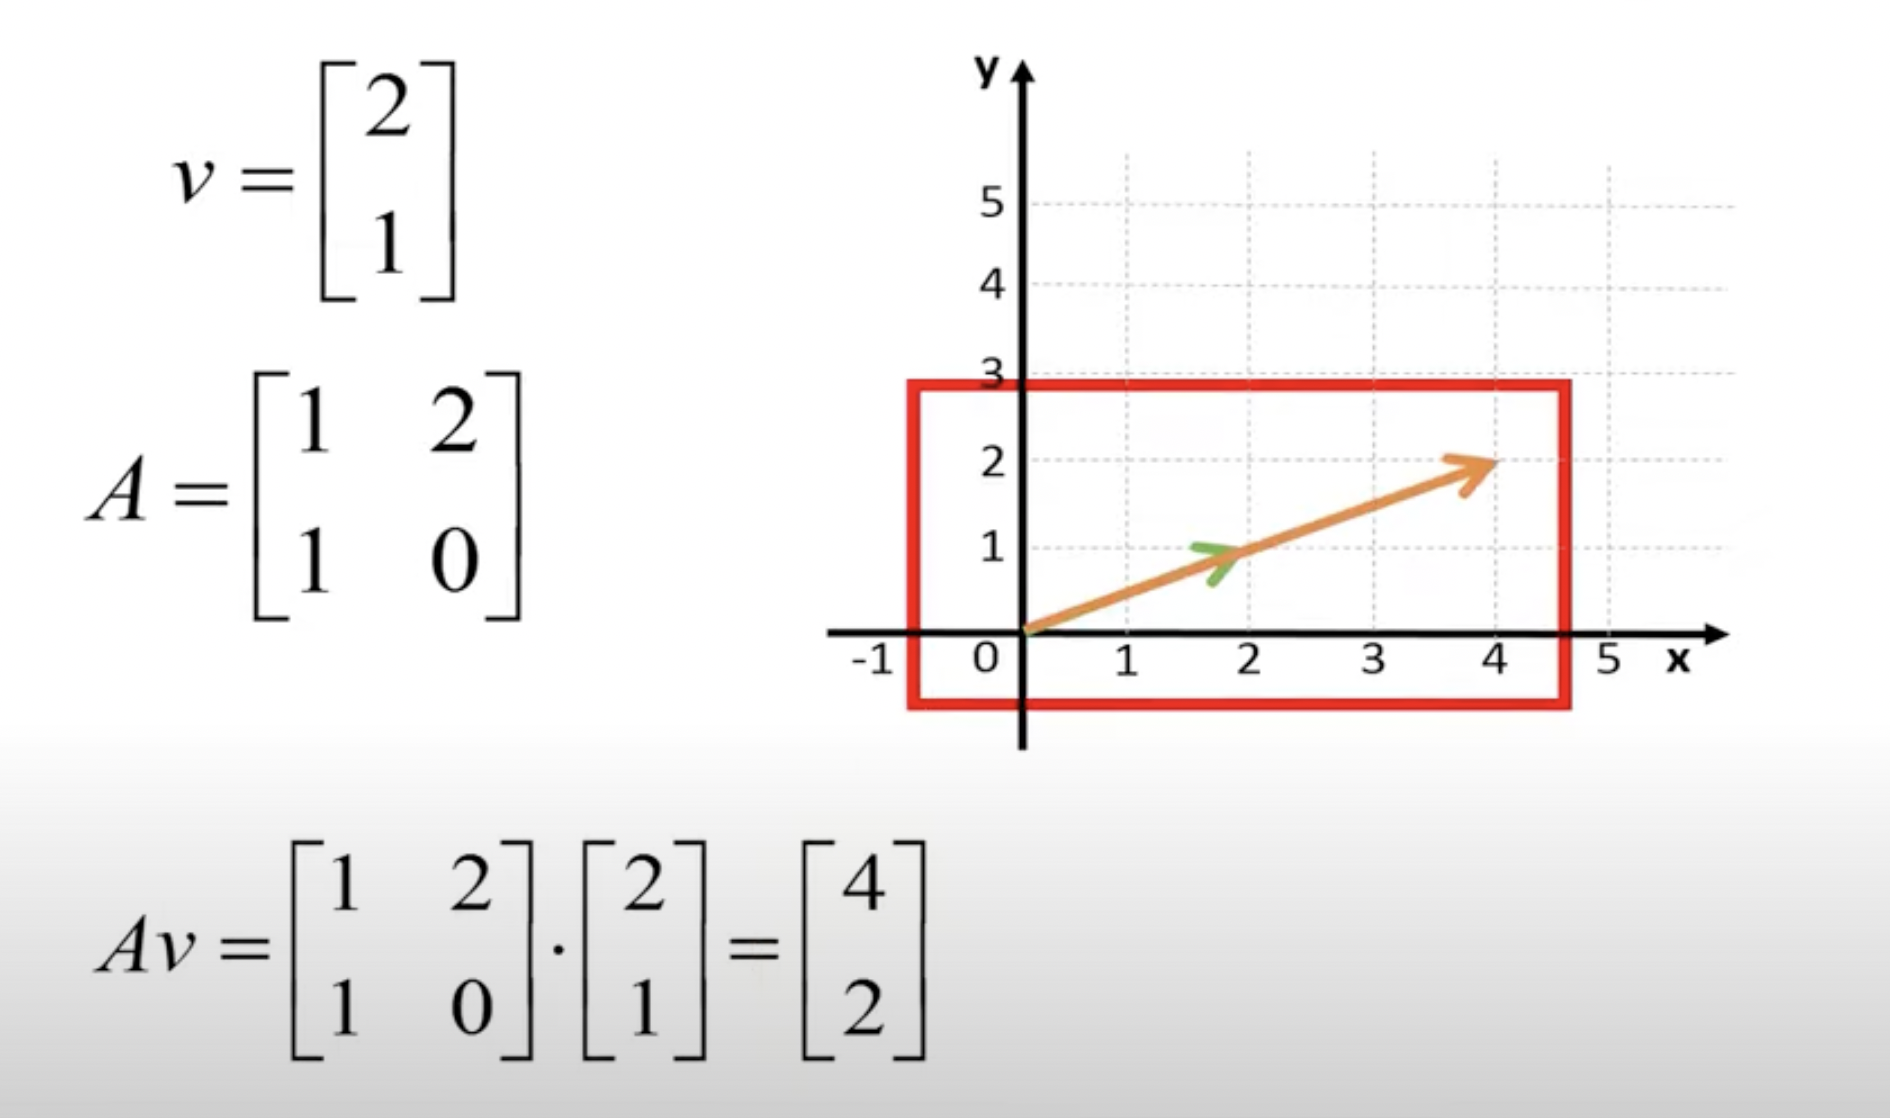 v = [2
1]
A = [1 2
1 0]
Av = [1 2
1 0] · [2
1] = [4
2]
y
5
4
3
2
1
-1 0 1 2 3 4 5 x